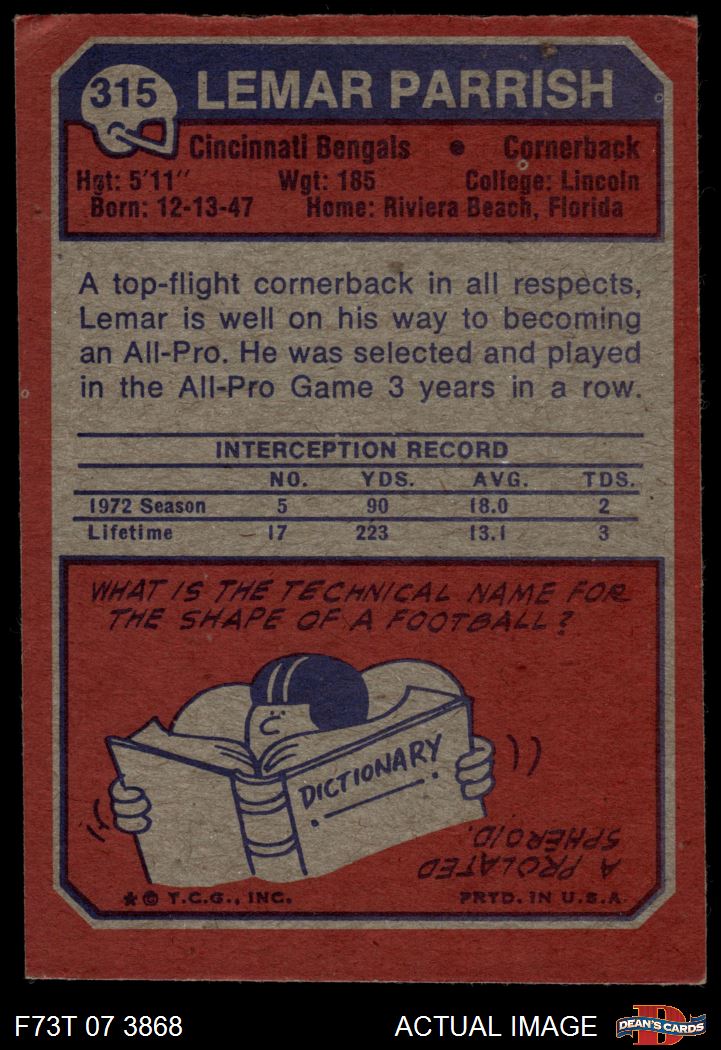 315 LEMAR PARRISH
Cincinnati Bengals • Cornerback
Hgt: 5'11" Wgt: 185 College: Lincoln
Born: 12-13-47 Home: Riviera Beach, Florida
A top-flight cornerback in all respects,
Lemar is well on his way to becoming
an All-Pro. He was selected and played
in the All-Pro Game 3 years in a row.
INTERCEPTION RECORD
NO. YDS. AVG. TDS.
1972 Season 5 90 18.0 2
Lifetime 17 223 13.1 3
WHAT IS THE TECHNICAL NAME FOR
THE SHAPE OF A FOOTBALL?
DICTIONARY
A PROLATED
SPHEROID.
★ © T.C.G., INC. PRTD. IN U.S.A.
F73T 07 3868 ACTUAL IMAGE D DEAN'S CARDS